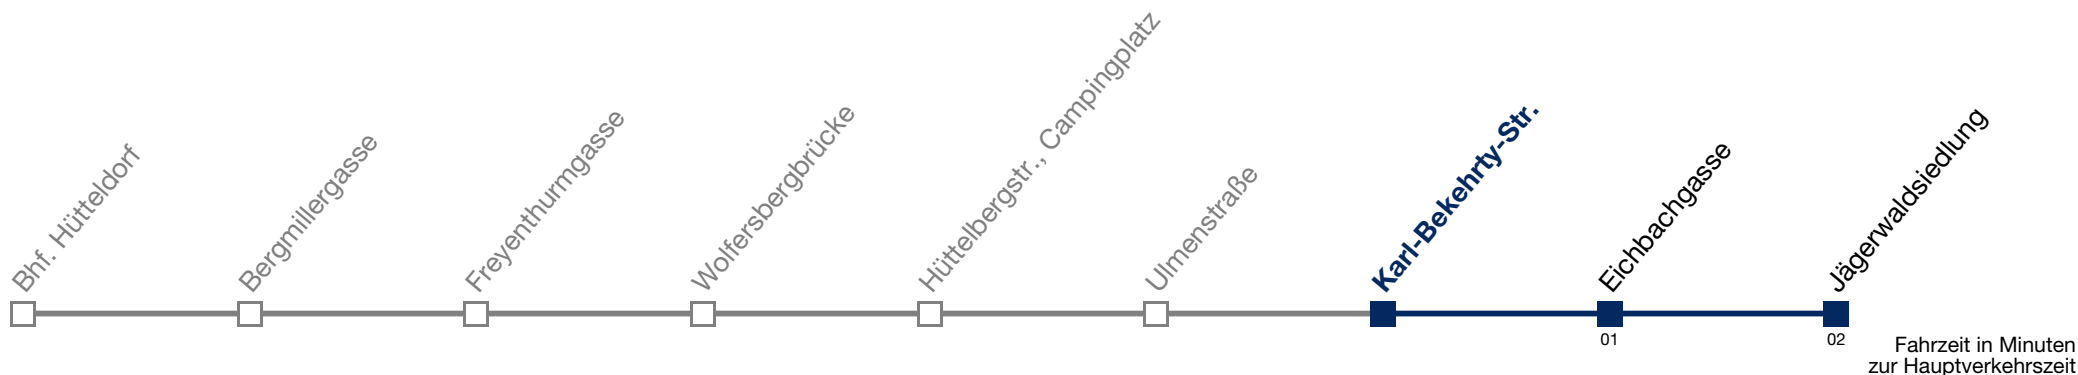 Bhf. Hütteldorf
Bergmillergasse
Freyenthurmgasse
Wolfersbergbrücke
Hüttelbergstr., Campingplatz
Ulmenstraße
Karl-Bekehrty-Str.
Eichbachgasse
Jägerwaldsiedlung
01
02
Fahrzeit in Minuten
zur Hauptverkehrszeit